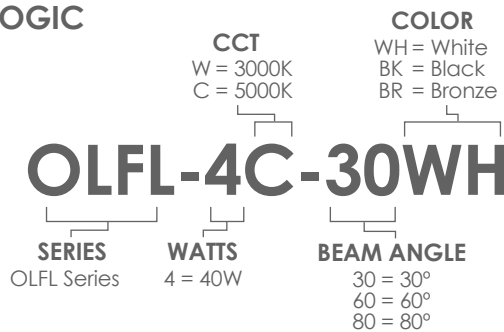 OGIC
CCT
W = 3000K
C = 5000K
COLOR
WH = White
BK = Black
BR = Bronze
OLFL-4C-30WH
SERIES
OLFL Series
WATTS
4 = 40W
BEAM ANGLE
30 = 30º
60 = 60º
80 = 80º